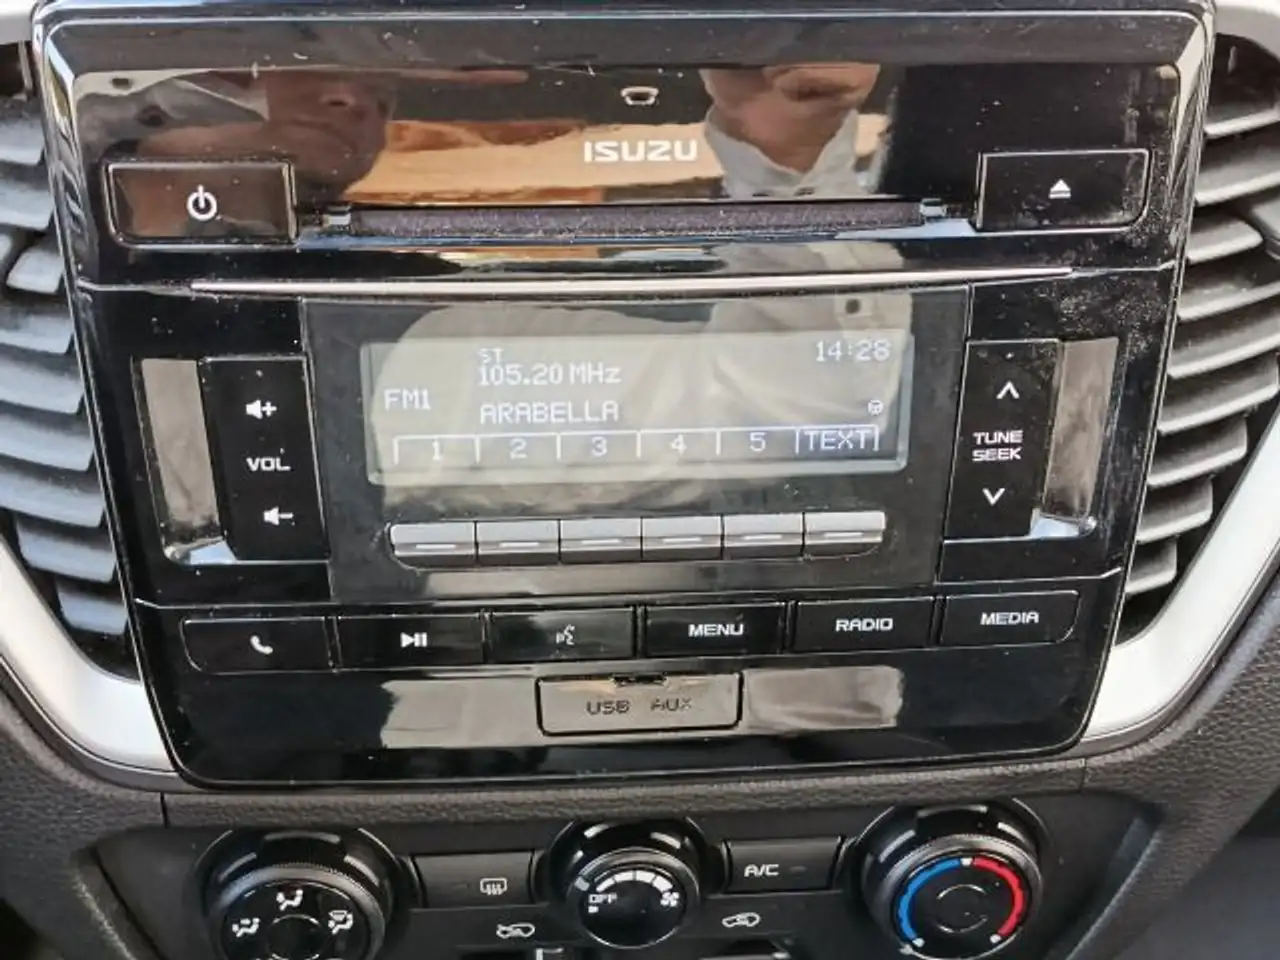 ISUZU
ST
14:28
105.20 MHz
FM1
ARABELLA
1 2 3 4 5 TEXT
VOL
TUNE
SEEK
MENU
RADIO
MEDIA
USB AUX
A/C
OFF